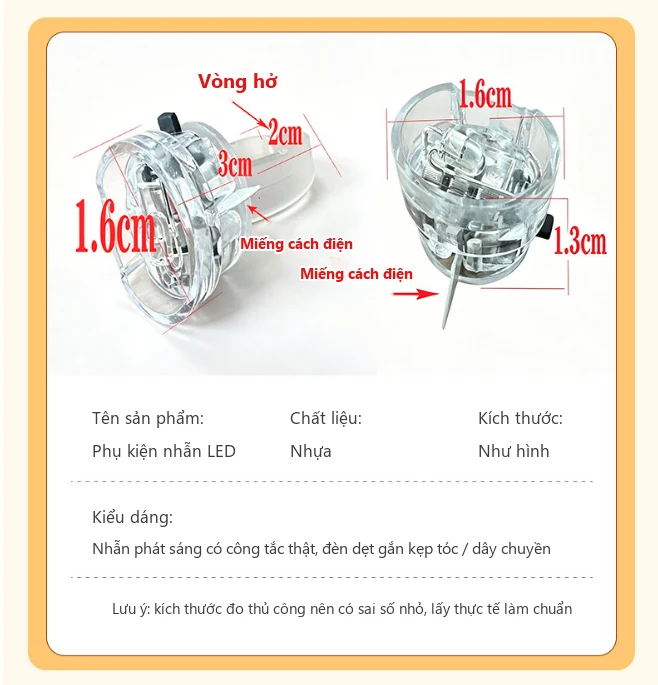 Vòng hở
2cm
3cm
1.6cm
Miếng cách điện
1.6cm
1.3cm
Miếng cách điện
Tên sản phẩm:
Phụ kiện nhẫn LED
Chất liệu:
Nhựa
Kích thước:
Như hình
Kiểu dáng:
Nhẫn phát sáng có công tắc thật, đèn dẹt gắn kẹp tóc / dây chuyền
Lưu ý: kích thước đo thủ công nên có sai số nhỏ, lấy thực tế làm chuẩn